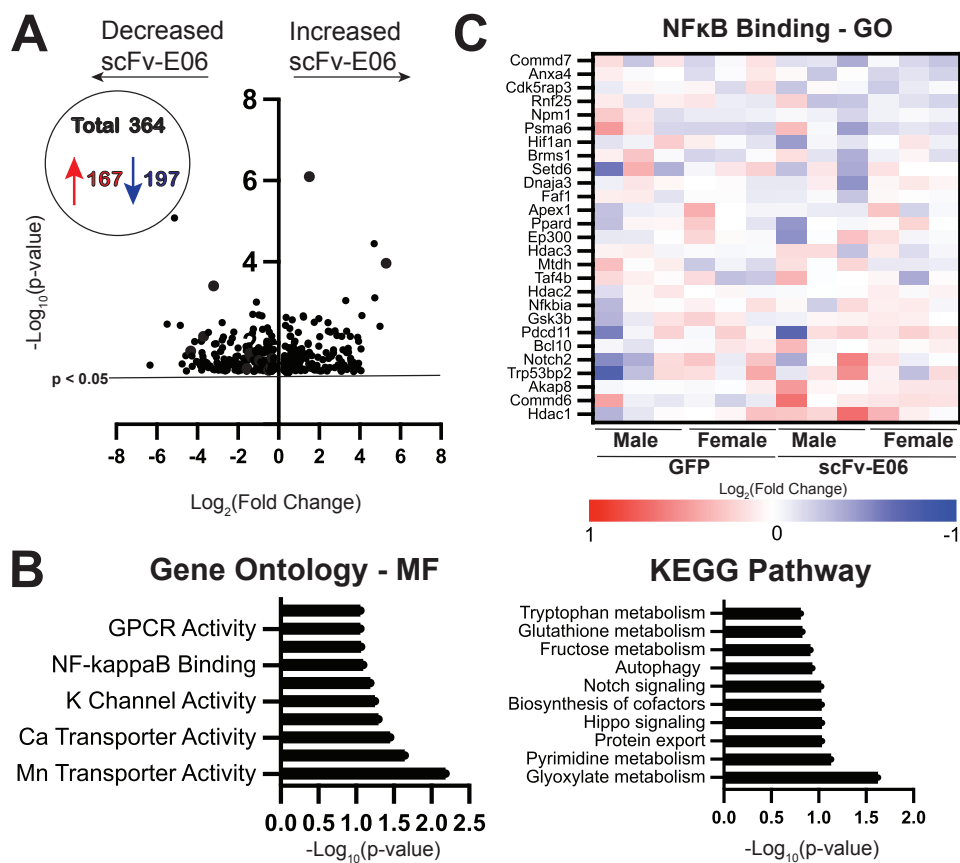 A
Decreased
scFv-E06
Increased
scFv-E06
Total 364
167 197
8
6
4
2
-Log10(p-value)
p < 0.05
-8 -6 -4 -2 0 2 4 6 8
Log2(Fold Change)
C
NFκB Binding - GO
Commd7
Anxa4
Cdk5rap3
Rnf25
Npm1
Psma6
Hif1an
Brms1
Setd6
Dnaja3
Faf1
Apex1
Ppard
Ep300
Hdac3
Mtdh
Taf4b
Hdac2
Nfkbia
Gsk3b
Pdcd11
Bcl10
Notch2
Trp53bp2
Akap8
Commd6
Hdac1
Male Female Male Female
GFP scFv-E06
Log2(Fold Change)
1 0 -1
B
Gene Ontology - MF
GPCR Activity
NF-kappaB Binding
K Channel Activity
Ca Transporter Activity
Mn Transporter Activity
0.0 0.5 1.0 1.5 2.0 2.5
-Log10(p-value)
KEGG Pathway
Tryptophan metabolism
Glutathione metabolism
Fructose metabolism
Autophagy
Notch signaling
Biosynthesis of cofactors
Hippo signaling
Protein export
Pyrimidine metabolism
Glyoxylate metabolism
0.0 0.5 1.0 1.5 2.0
-Log10(p-value)